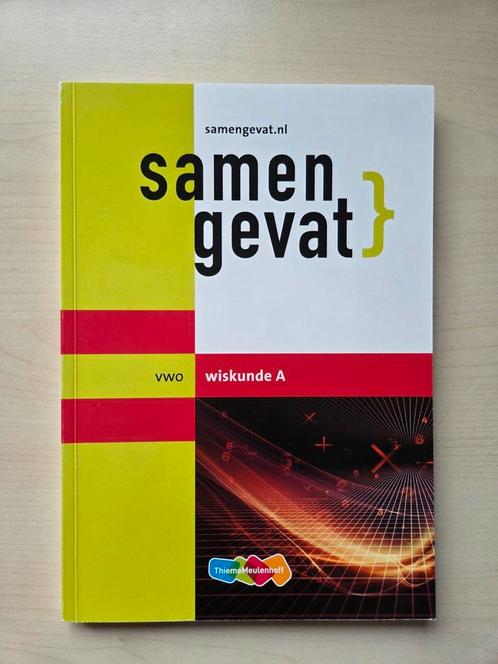 samengevat.nl
samen
gevat}
vwo
wiskunde A
ThiemeMeulenhoff